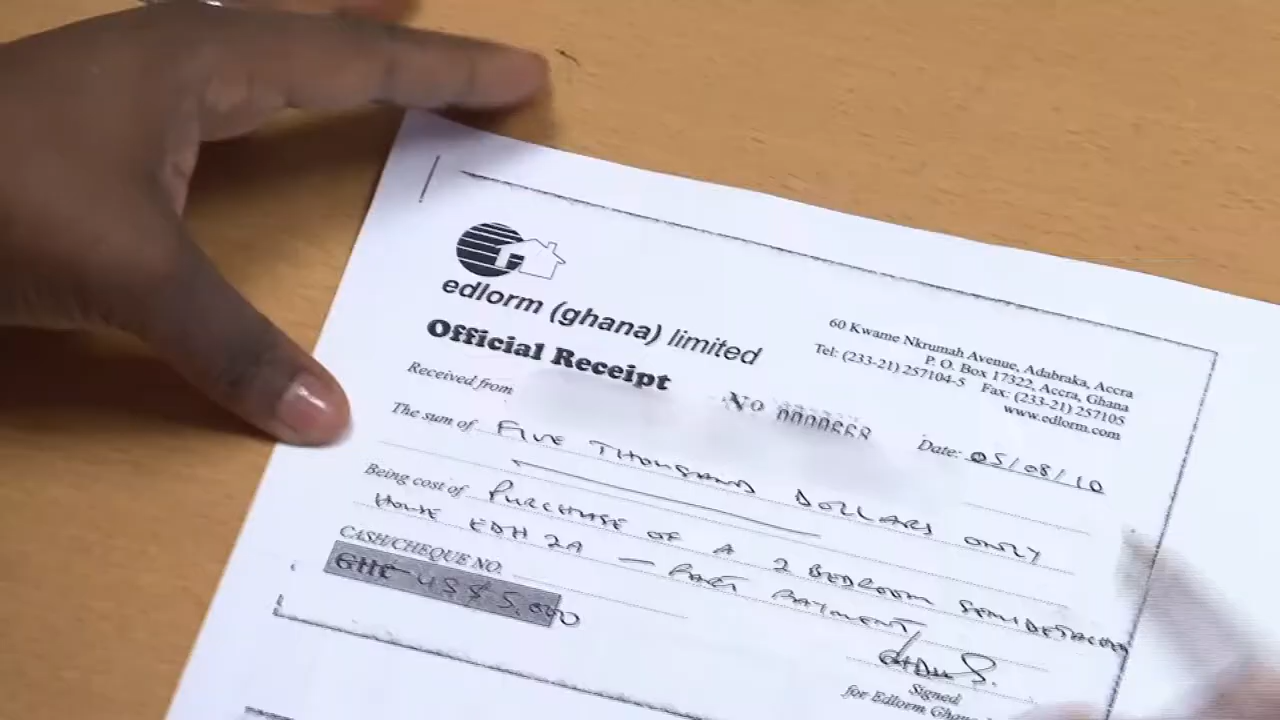 edlorm (ghana) limited
Official Receipt
60 Kwame Nkrumah Avenue, Adabraka, Accra
P. O. Box 17322, Accra, Ghana
Tel: (233-21) 257104-5 Fax: (233-21) 257105
www.edlorm.com
Received from
No
Date: 05/08/10
The sum of FIVE THOUSAND DOLLARS ONLY
Being cost of PURCHASE OF A 2 BEDROOM SEMIDETACHED
HOUSE EDH 2A — PART PAYMENT
CASH/CHEQUE NO.
GH¢ US$ 5,000
Signed
for Edlorm Ghana